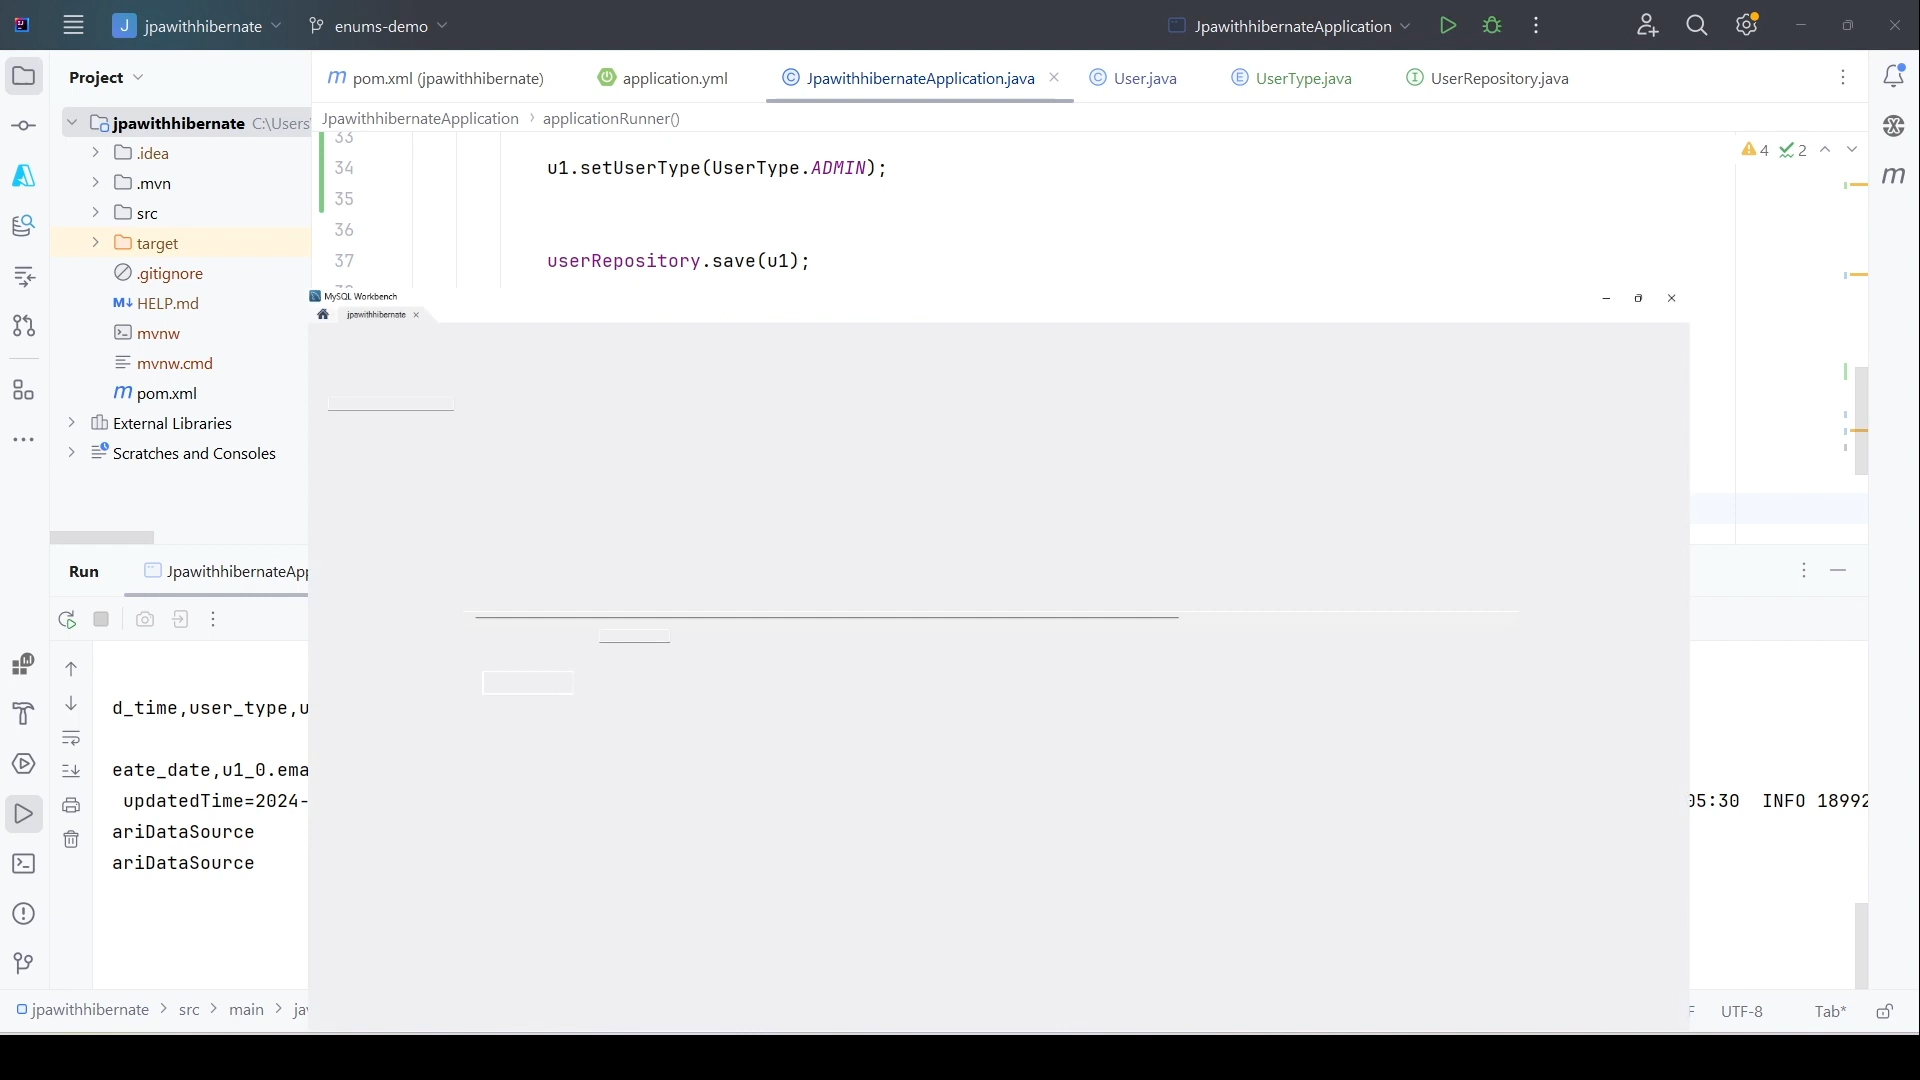 J jpawithhibernate enums-demo JpawithhibernateApplication
Project
pom.xml (jpawithhibernate) application.yml JpawithhibernateApplication.java User.java UserType.java UserRepository.java
JpawithhibernateApplication > applicationRunner()
jpawithhibernate C:\Users
.idea
.mvn
src
target
.gitignore
HELP.md
mvnw
mvnw.cmd
pom.xml
External Libraries
Scratches and Consoles
4 2
33
34 u1.setUserType(UserType.ADMIN);
35
36
37 userRepository.save(u1);
MySQL Workbench
jpawithhibernate
Run JpawithhibernateApp
d_time,user_type,u
eate_date,u1_0.ema
updatedTime=2024-
05:30 INFO 18992
ariDataSource
ariDataSource
jpawithhibernate > src > main >
UTF-8 Tab*